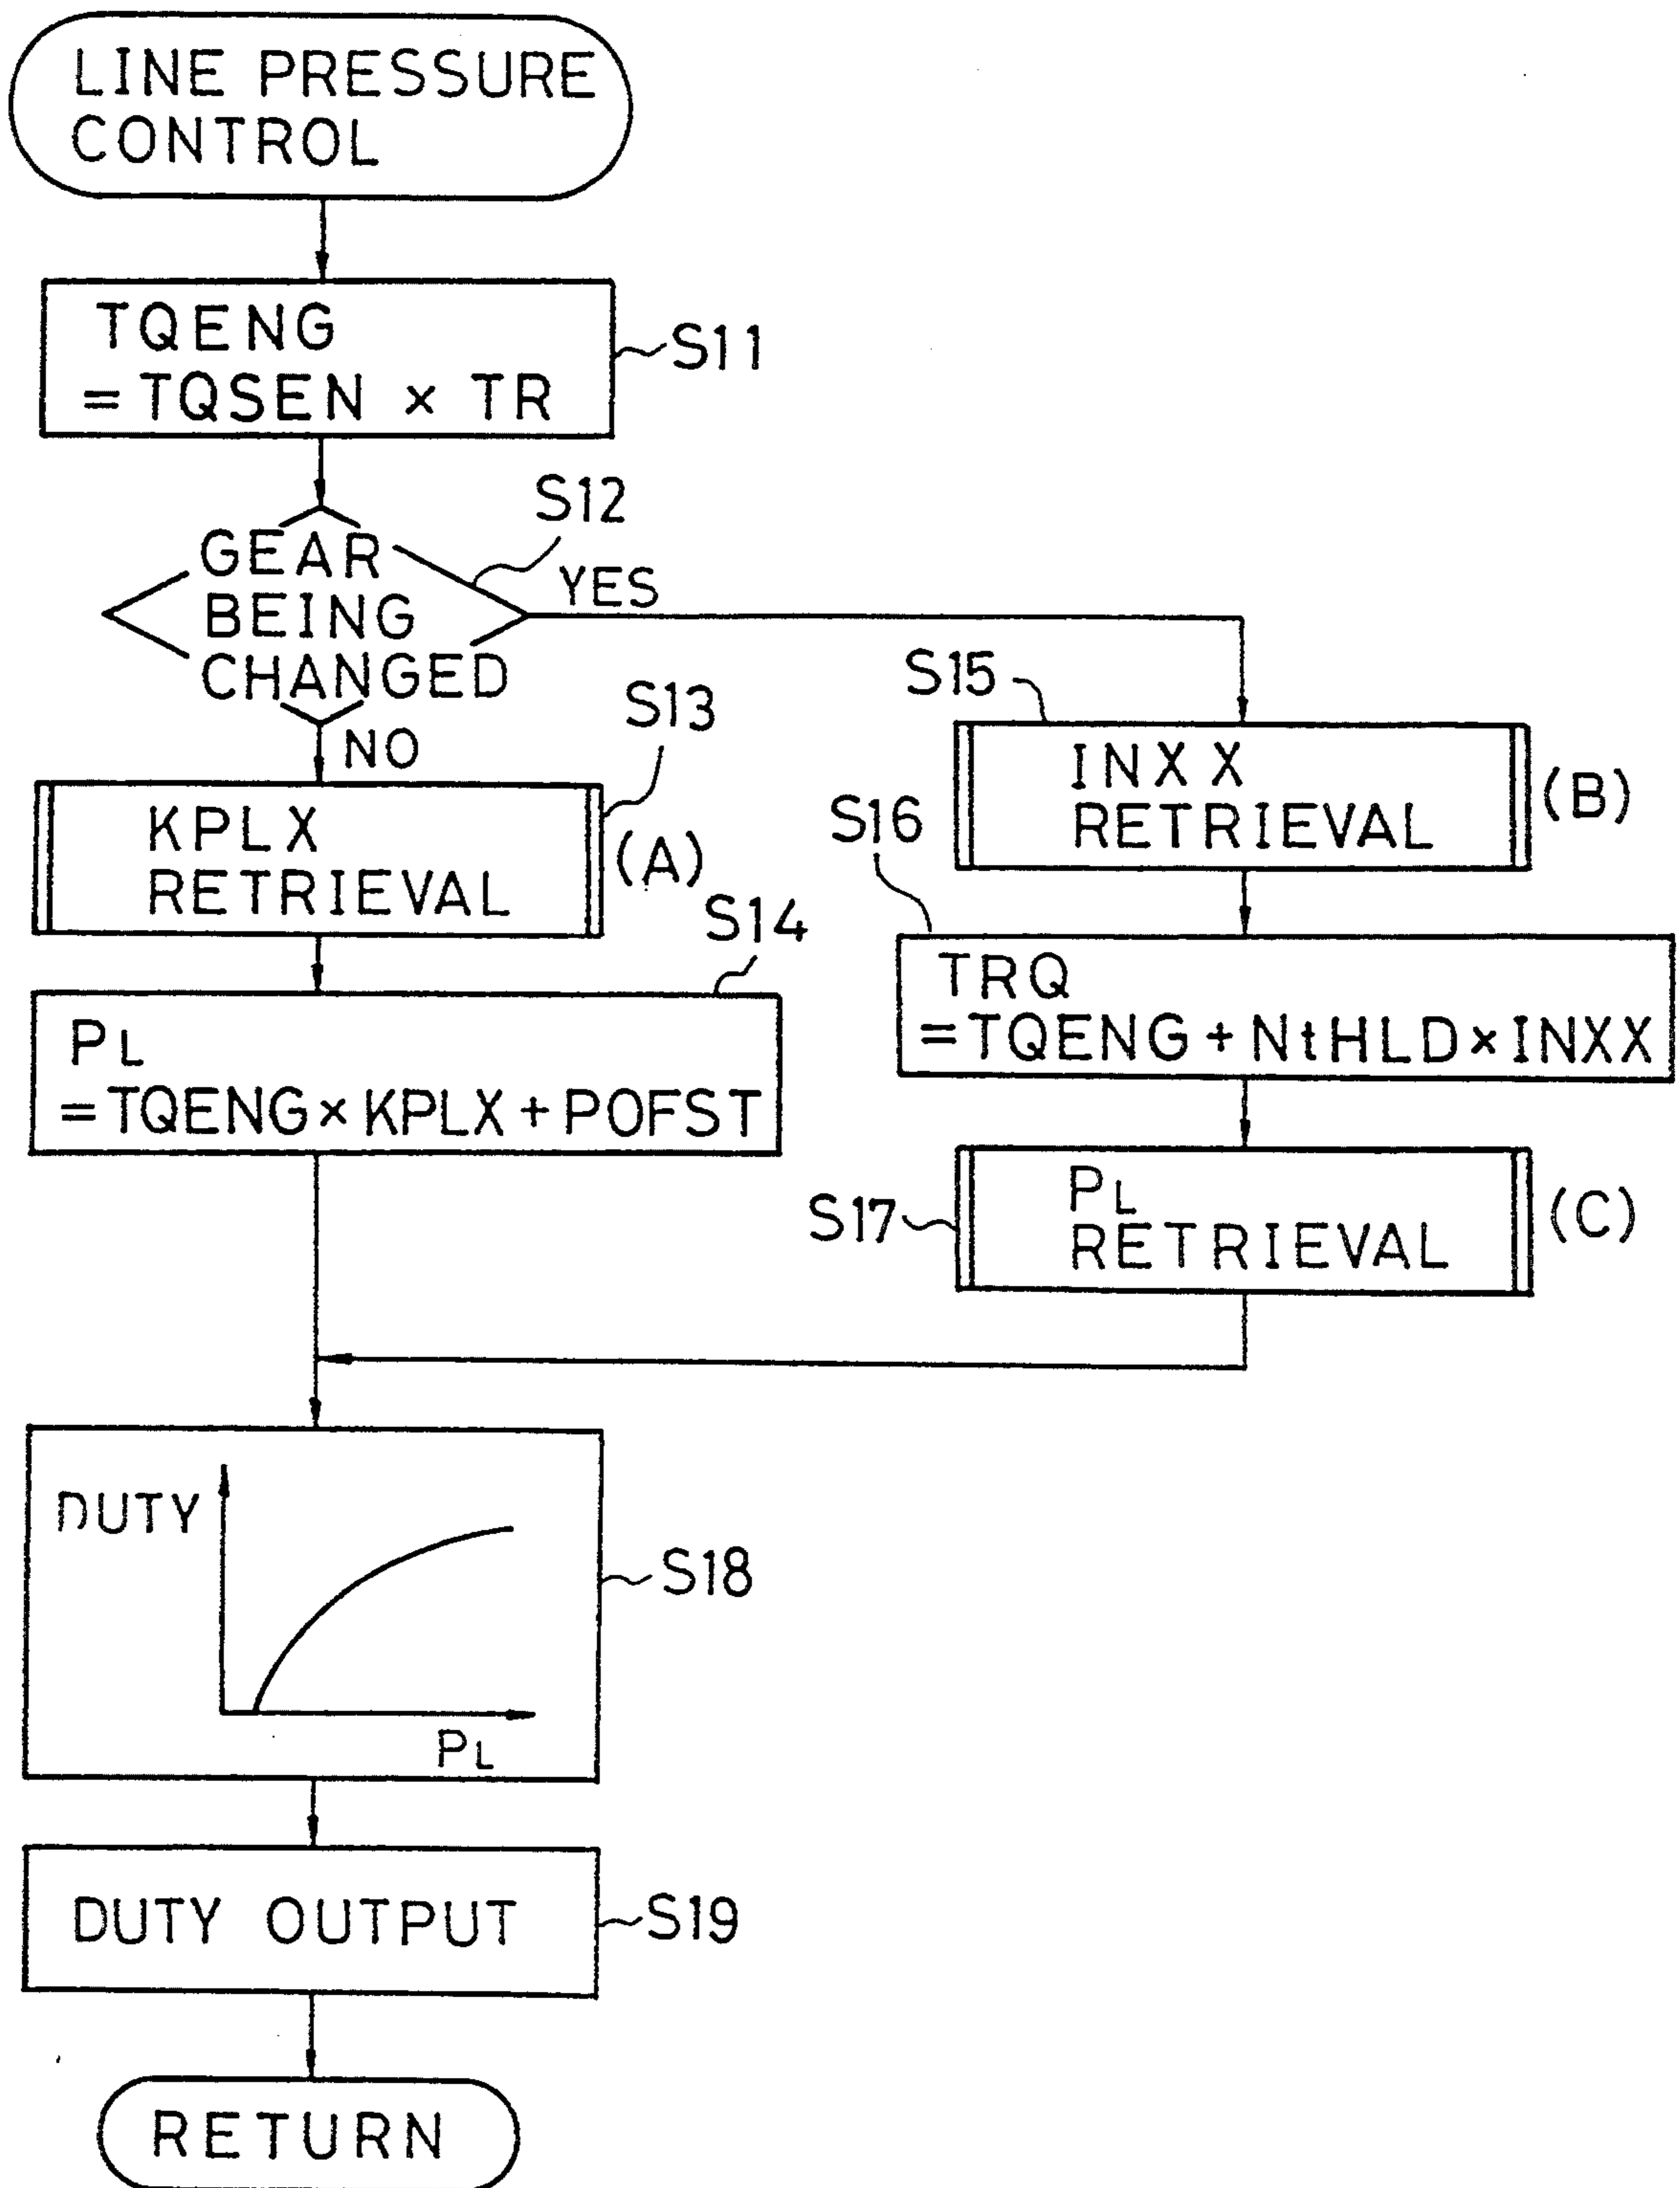 LINE PRESSURE
CONTROL
TQENG
= TQSEN × TR
S11
S12
GEAR
BEING
CHANGED
YES
NO
S13
KPLX
RETRIEVAL
(A)
S14
PL
= TQENG × KPLX + POFST
S15
INXX
RETRIEVAL
(B)
S16
TRQ
= TQENG + NtHLD × INXX
S17
PL
RETRIEVAL
(C)
DUTY
PL
S18
DUTY OUTPUT
S19
RETURN